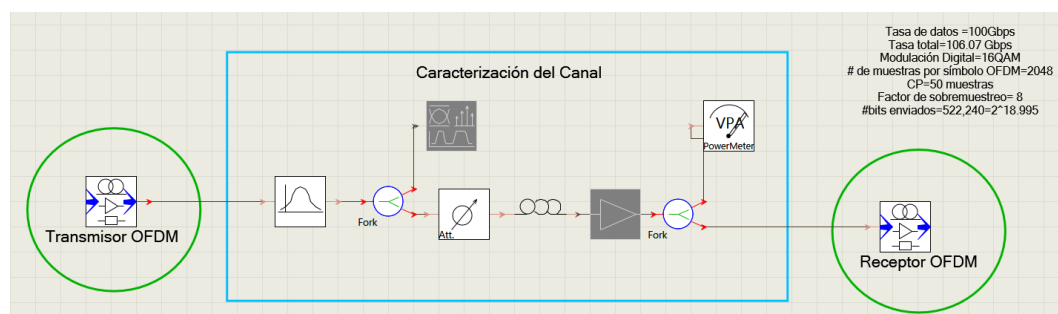 Tasa de datos =100Gbps
Tasa total=106.07 Gbps
Modulación Digital=16QAM
# de muestras por símbolo OFDM=2048
CP=50 muestras
Factor de sobremuestreo= 8
#bits enviados=522,240=2^18.995
Caracterización del Canal
VPA
PowerMeter
Transmisor OFDM
Fork
Att.
Fork
Receptor OFDM